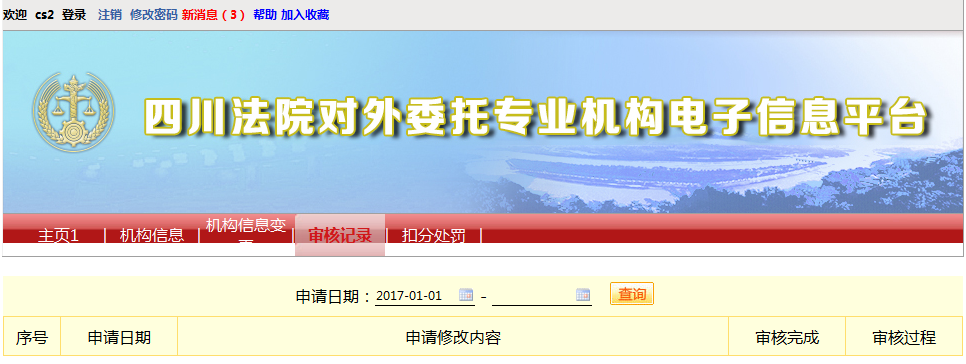 欢迎 cs2 登录 注销 修改密码 新消息（3） 帮助 加入收藏
四川法院对外委托专业机构电子信息平台
主页1 | 机构信息 | 机构信息变更 | 审核记录 | 扣分处罚 |
申请日期：2017-01-01 - 查询
序号 申请日期 申请修改内容 审核完成 审核过程